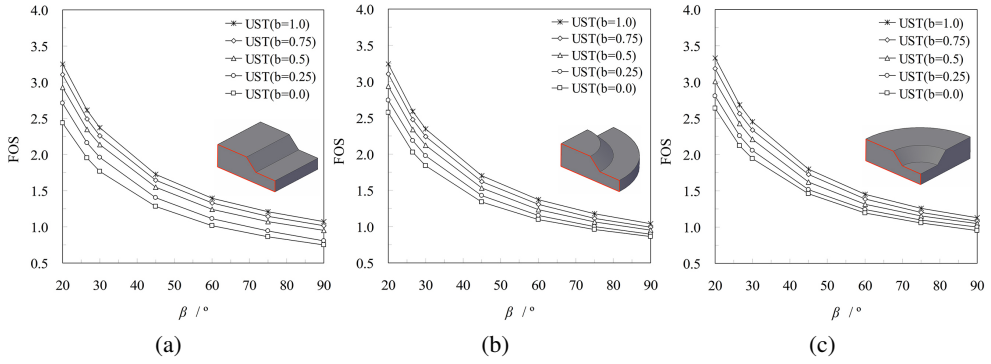 4.0
3.5
3.0
2.5
2.0
1.5
1.0
0.5
FOS
UST(b=1.0)
UST(b=0.75)
UST(b=0.5)
UST(b=0.25)
UST(b=0.0)
20 30 40 50 60 70 80 90
β / º
(a)
4.0
3.5
3.0
2.5
2.0
1.5
1.0
0.5
FOS
UST(b=1.0)
UST(b=0.75)
UST(b=0.5)
UST(b=0.25)
UST(b=0.0)
20 30 40 50 60 70 80 90
β / º
(b)
4.0
3.5
3.0
2.5
2.0
1.5
1.0
0.5
FOS
UST(b=1.0)
UST(b=0.75)
UST(b=0.5)
UST(b=0.25)
UST(b=0.0)
20 30 40 50 60 70 80 90
β / º
(c)